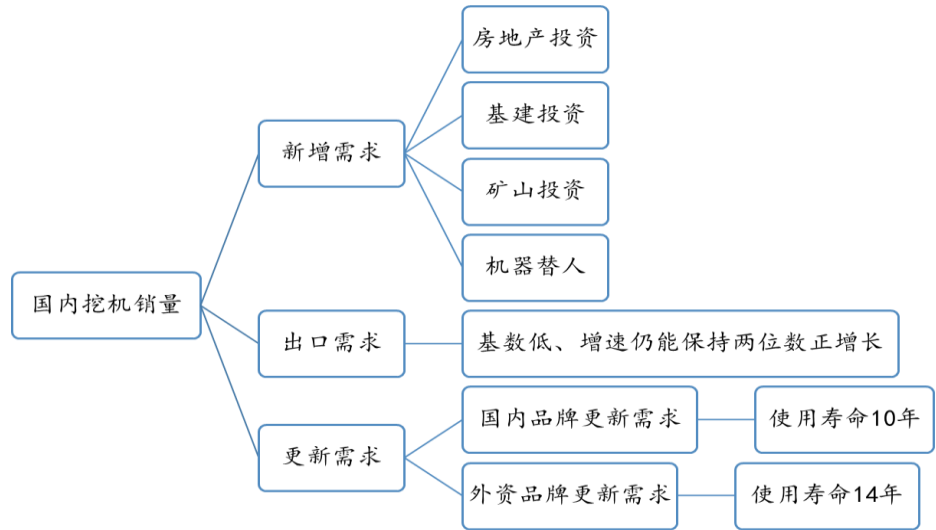 国内挖机销量
新增需求
房地产投资
基建投资
矿山投资
机器替人
出口需求
基数低、增速仍能保持两位数正增长
更新需求
国内品牌更新需求
使用寿命10年
外资品牌更新需求
使用寿命14年